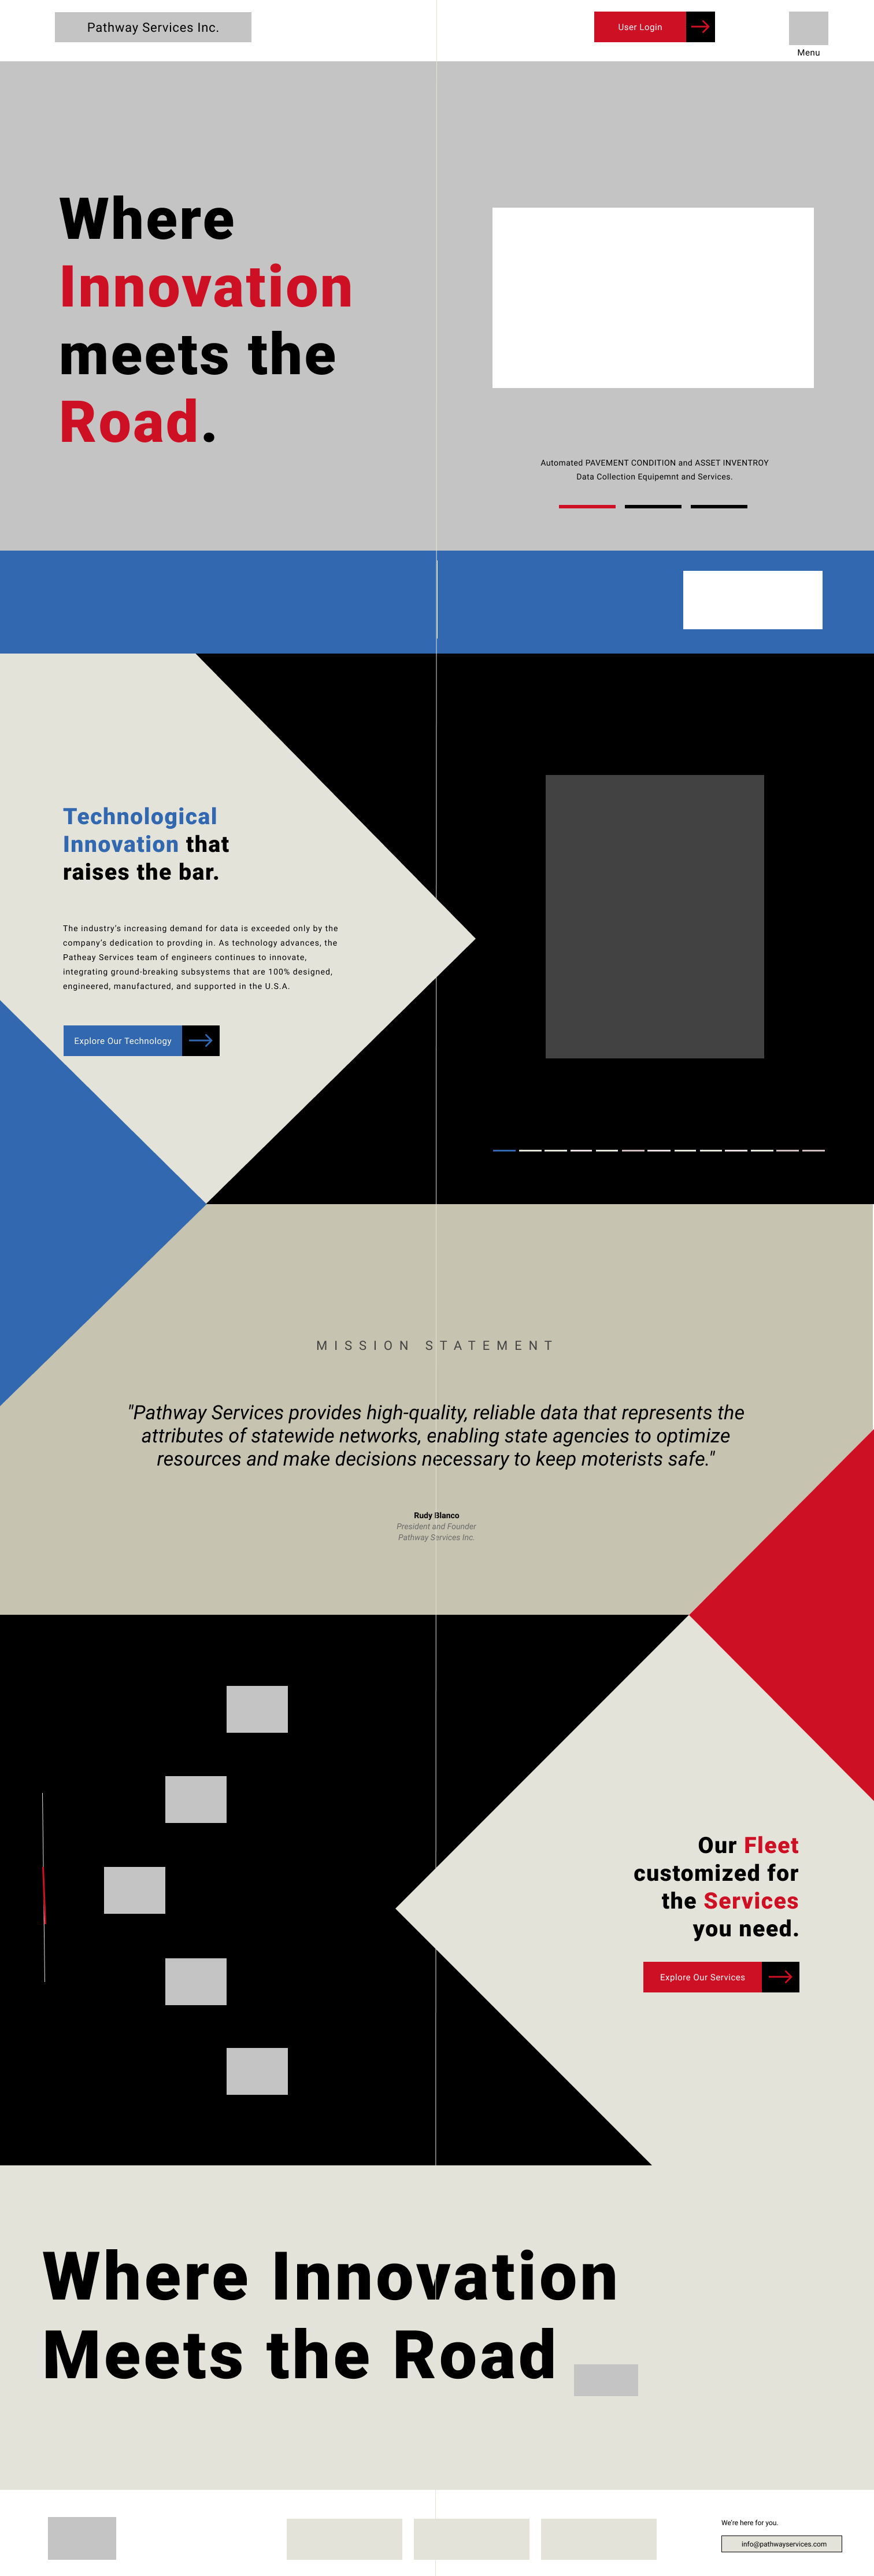 Pathway Services Inc.
User Login
Menu
Where
Innovation
meets the
Road.
Automated PAVEMENT CONDITION and ASSET INVENTROY
Data Collection Equipemnt and Services.
Technological
Innovation that
raises the bar.
The industry's increasing demand for data is exceeded only by the
company's dedication to provding in. As technology advances, the
Patheay Services team of engineers continues to innovate,
integrating ground-breaking subsystems that are 100% designed,
engineered, manufactured, and supported in the U.S.A.
Explore Our Technology
MISSION STATEMENT
"Pathway Services provides high-quality, reliable data that represents the
attributes of statewide networks, enabling state agencies to optimize
resources and make decisions necessary to keep moterists safe."
Rudy Blanco
President and Founder
Pathway Services Inc.
Our Fleet
customized for
the Services
you need.
Explore Our Services
Where Innovation
Meets the Road
We're here for you.
info@pathwayservices.com